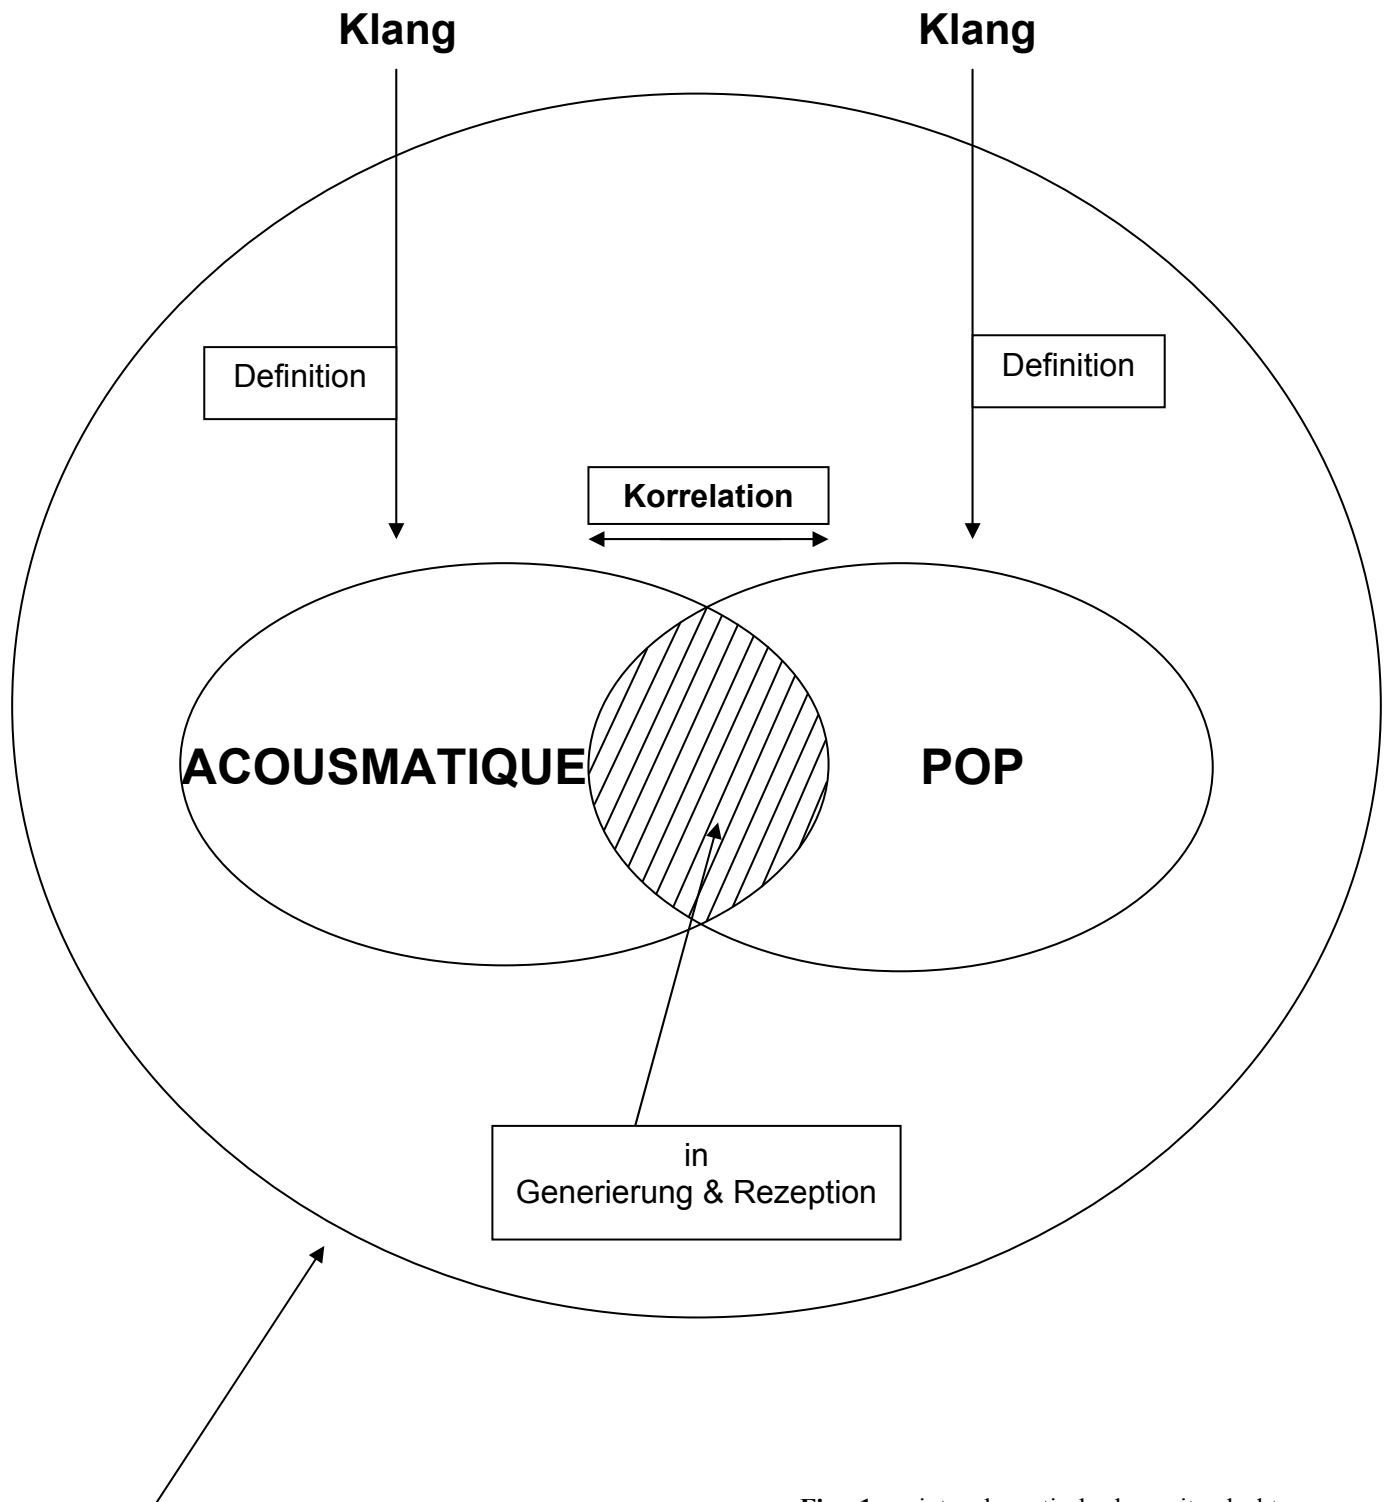 Klang Klang
Definition Definition
Korrelation
ACOUSMATIQUE POP
in
Generierung & Rezeption